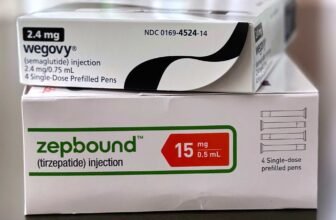 2.4 mg
wegovy®
(semaglutide) injection
2.4 mg/0.75 mL
4 Single-Dose Prefilled Pens
NDC 0169-4524-14
zepbound™
(tirzepatide) injection
15 mg
0.5 mL
4 Single-Dose
prefilled pens